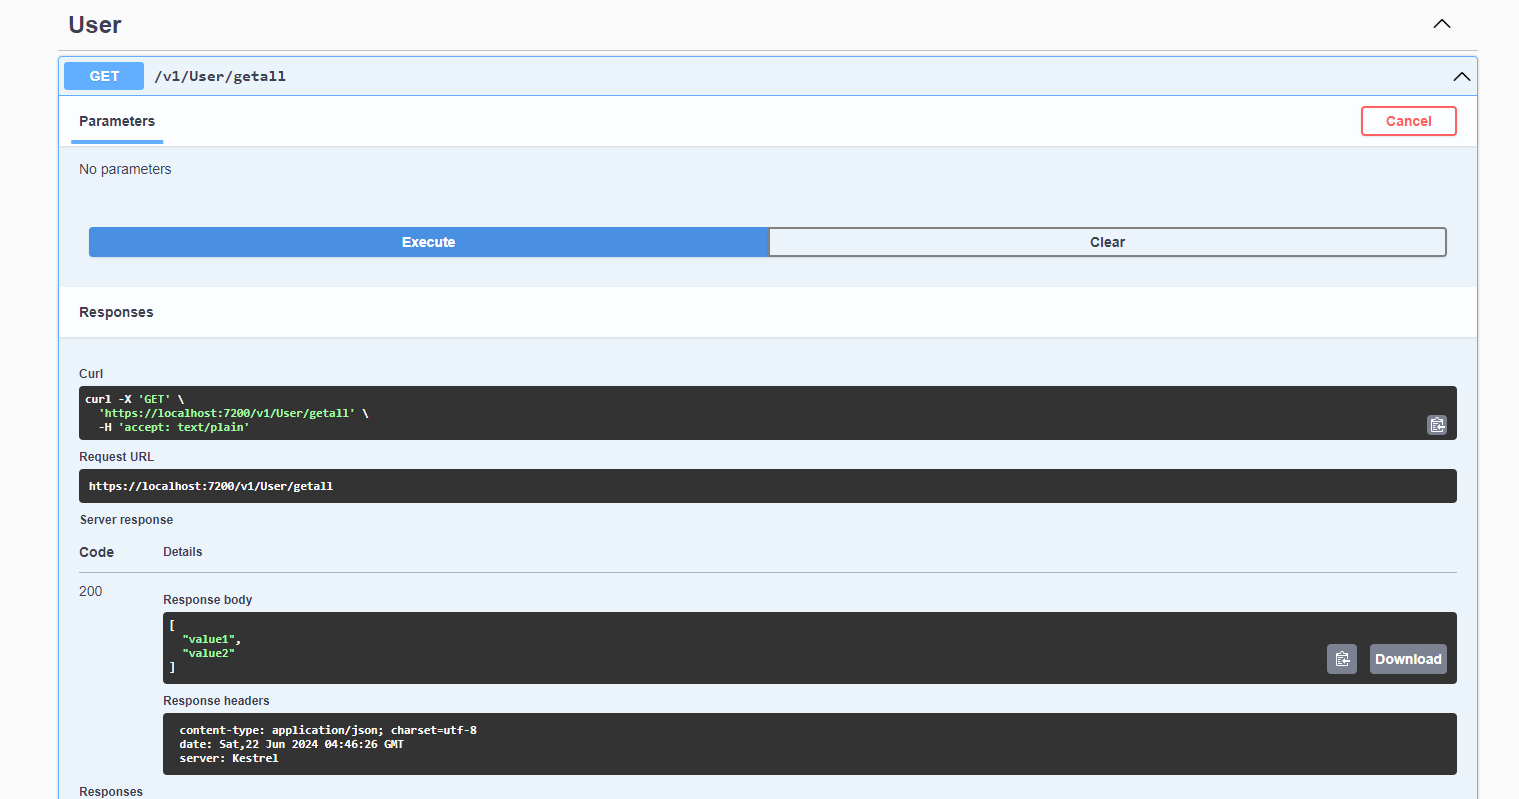 User
GET /v1/User/getall
Parameters
Cancel
No parameters
Execute
Clear
Responses
Curl
curl -X 'GET' \
  'https://localhost:7200/v1/User/getall' \
  -H 'accept: text/plain'
Request URL
https://localhost:7200/v1/User/getall
Server response
Code Details
200
Response body
[
  "value1",
  "value2"
]
Download
Response headers
content-type: application/json; charset=utf-8
date: Sat,22 Jun 2024 04:46:26 GMT
server: Kestrel
Responses